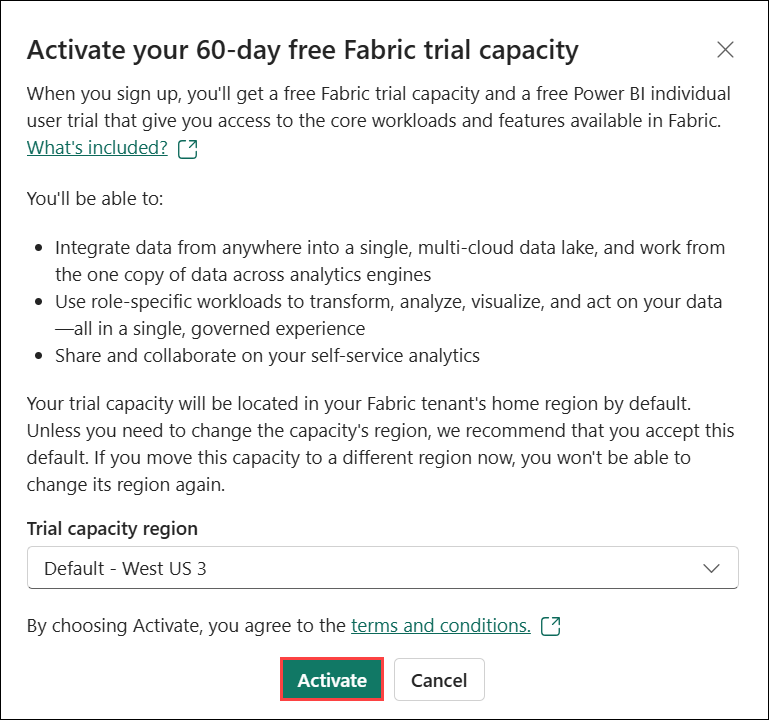 Activate your 60-day free Fabric trial capacity
When you sign up, you'll get a free Fabric trial capacity and a free Power BI individual
user trial that give you access to the core workloads and features available in Fabric.
What's included?
You'll be able to:
• Integrate data from anywhere into a single, multi-cloud data lake, and work from
the one copy of data across analytics engines
• Use role-specific workloads to transform, analyze, visualize, and act on your data
—all in a single, governed experience
• Share and collaborate on your self-service analytics
Your trial capacity will be located in your Fabric tenant's home region by default.
Unless you need to change the capacity's region, we recommend that you accept this
default. If you move this capacity to a different region now, you won't be able to
change its region again.
Trial capacity region
Default - West US 3
By choosing Activate, you agree to the terms and conditions.
Activate Cancel